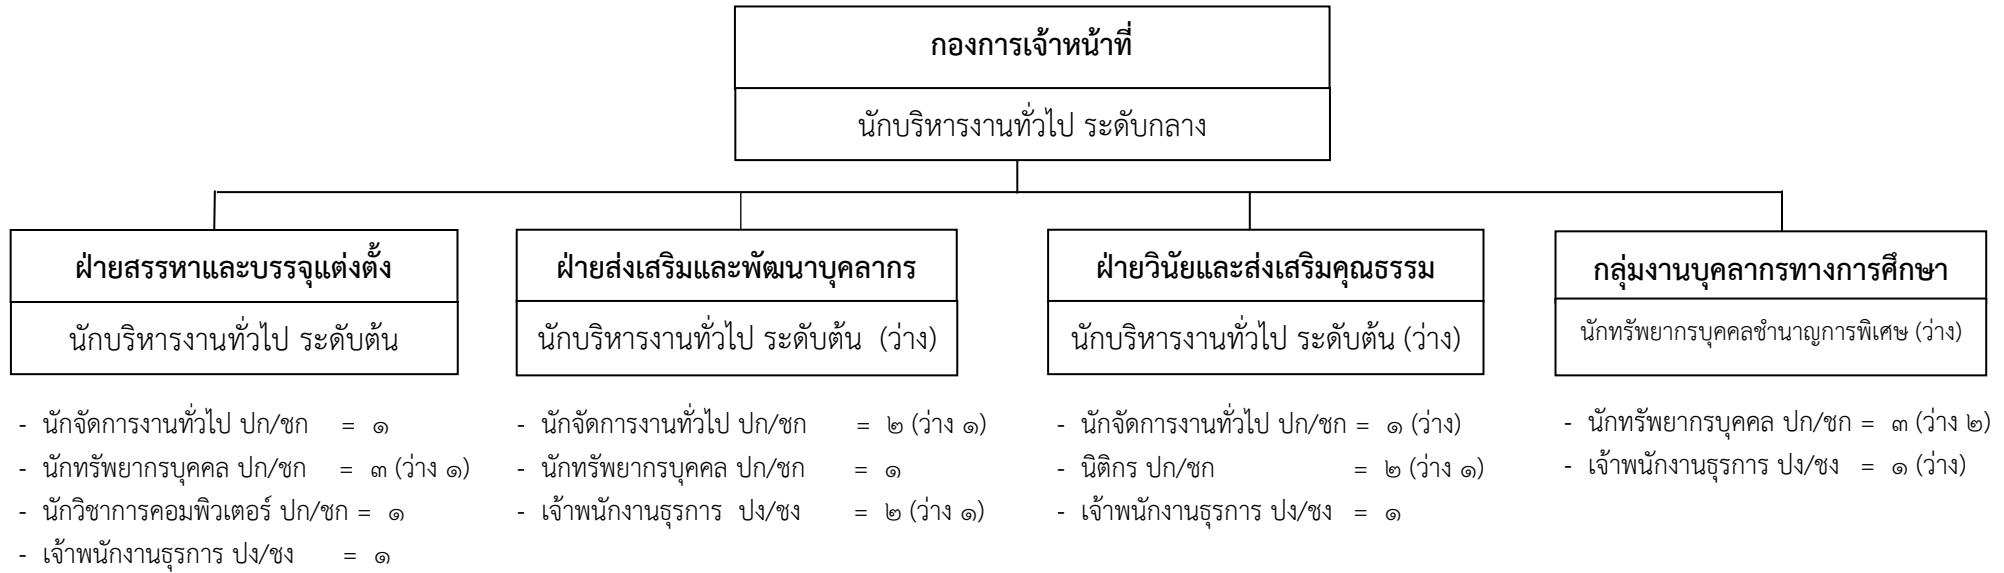 กองการเจ้าหน้าที่
นักบริหารงานทั่วไป ระดับกลาง
ฝ่ายสรรหาและบรรจุแต่งตั้ง
นักบริหารงานทั่วไป ระดับต้น
- นักจัดการงานทั่วไป ปก/ชก = ๑
- นักทรัพยากรบุคคล ปก/ชก = ๓ (ว่าง ๑)
- นักวิชาการคอมพิวเตอร์ ปก/ชก = ๑
- เจ้าพนักงานธุรการ ปง/ชง = ๑
ฝ่ายส่งเสริมและพัฒนาบุคลากร
นักบริหารงานทั่วไป ระดับต้น (ว่าง)
- นักจัดการงานทั่วไป ปก/ชก = ๒ (ว่าง ๑)
- นักทรัพยากรบุคคล ปก/ชก = ๑
- เจ้าพนักงานธุรการ ปง/ชง = ๒ (ว่าง ๑)
ฝ่ายวินัยและส่งเสริมคุณธรรม
นักบริหารงานทั่วไป ระดับต้น (ว่าง)
- นักจัดการงานทั่วไป ปก/ชก = ๑ (ว่าง)
- นิติกร ปก/ชก = ๒ (ว่าง ๑)
- เจ้าพนักงานธุรการ ปง/ชง = ๑
กลุ่มงานบุคลากรทางการศึกษา
นักทรัพยากรบุคคลชำนาญการพิเศษ (ว่าง)
- นักทรัพยากรบุคคล ปก/ชก = ๓ (ว่าง ๒)
- เจ้าพนักงานธุรการ ปง/ชง = ๑ (ว่าง)